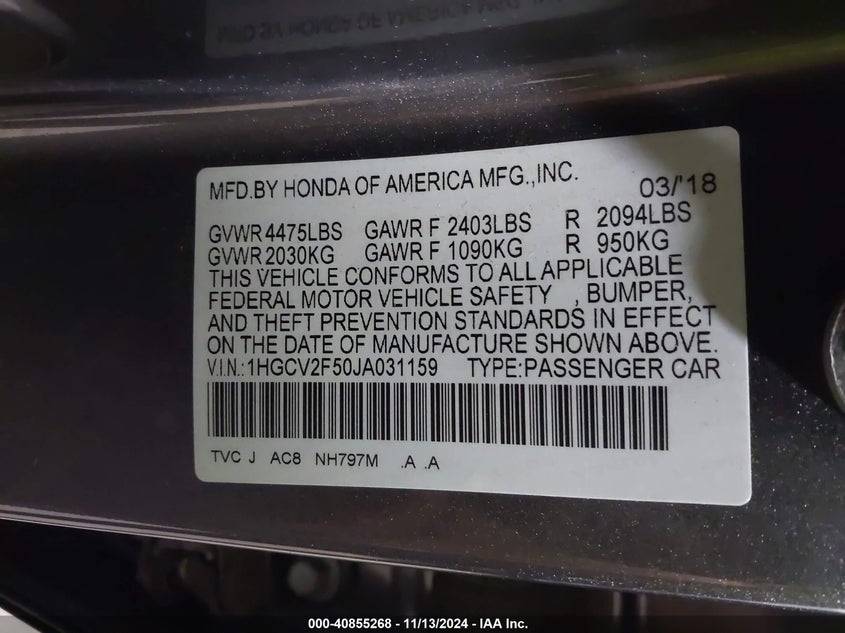 MFD.BY HONDA OF AMERICA MFG.,INC. 03/'18
GVWR 4475LBS GAWR F 2403LBS R 2094LBS
GVWR 2030KG GAWR F 1090KG R 950KG
THIS VEHICLE CONFORMS TO ALL APPLICABLE
FEDERAL MOTOR VEHICLE SAFETY , BUMPER,
AND THEFT PREVENTION STANDARDS IN EFFECT
ON THE DATE OF MANUFACTURE SHOWN ABOVE.
V.I.N.:1HGCV2F50JA031159 TYPE:PASSENGER CAR
TVC J AC8 NH797M .A .A
000-40855268 - 11/13/2024 - IAA Inc.